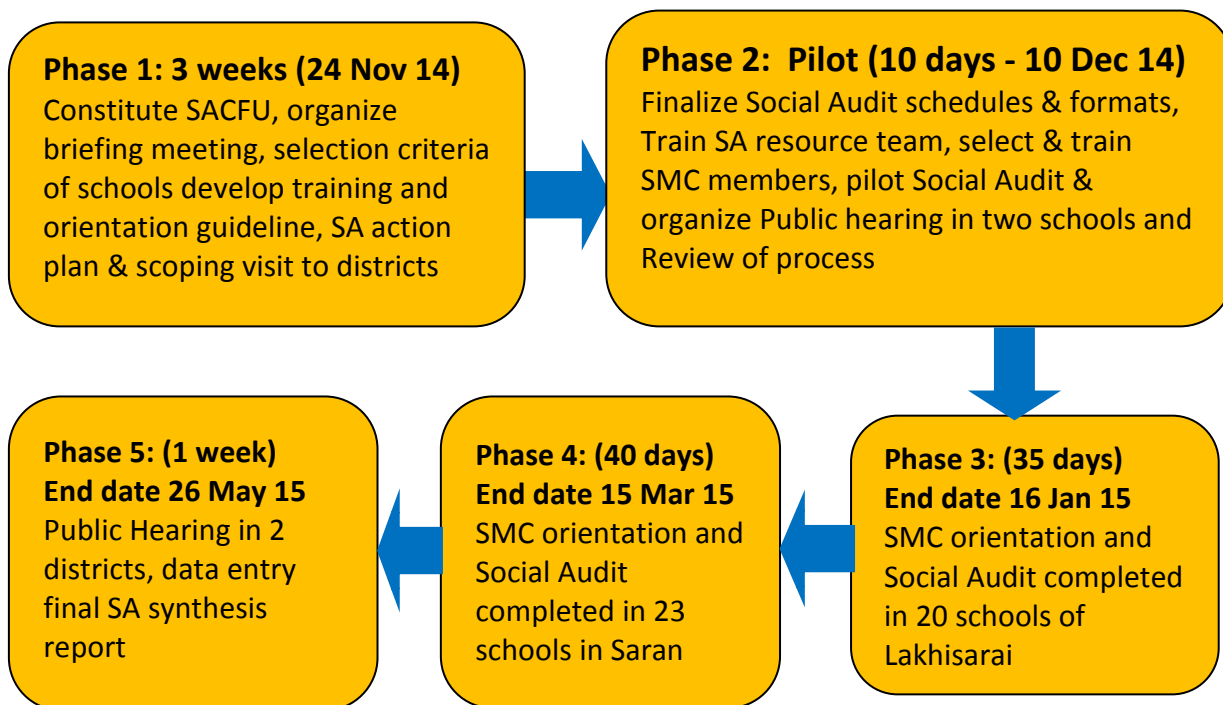 Phase 1: 3 weeks (24 Nov 14)
Constitute SACFU, organize
briefing meeting, selection criteria
of schools develop training and
orientation guideline, SA action
plan & scoping visit to districts
Phase 2:  Pilot (10 days - 10 Dec 14)
Finalize Social Audit schedules & formats,
Train SA resource team, select & train
SMC members, pilot Social Audit &
organize Public hearing in two schools and
Review of process
Phase 3: (35 days)
End date 16 Jan 15
SMC orientation and
Social Audit completed
in 20 schools of
Lakhisarai
Phase 4: (40 days)
End date 15 Mar 15
SMC orientation and
Social Audit
completed in 23
schools in Saran
Phase 5: (1 week)
End date 26 May 15
Public Hearing in 2
districts, data entry
final SA synthesis
report